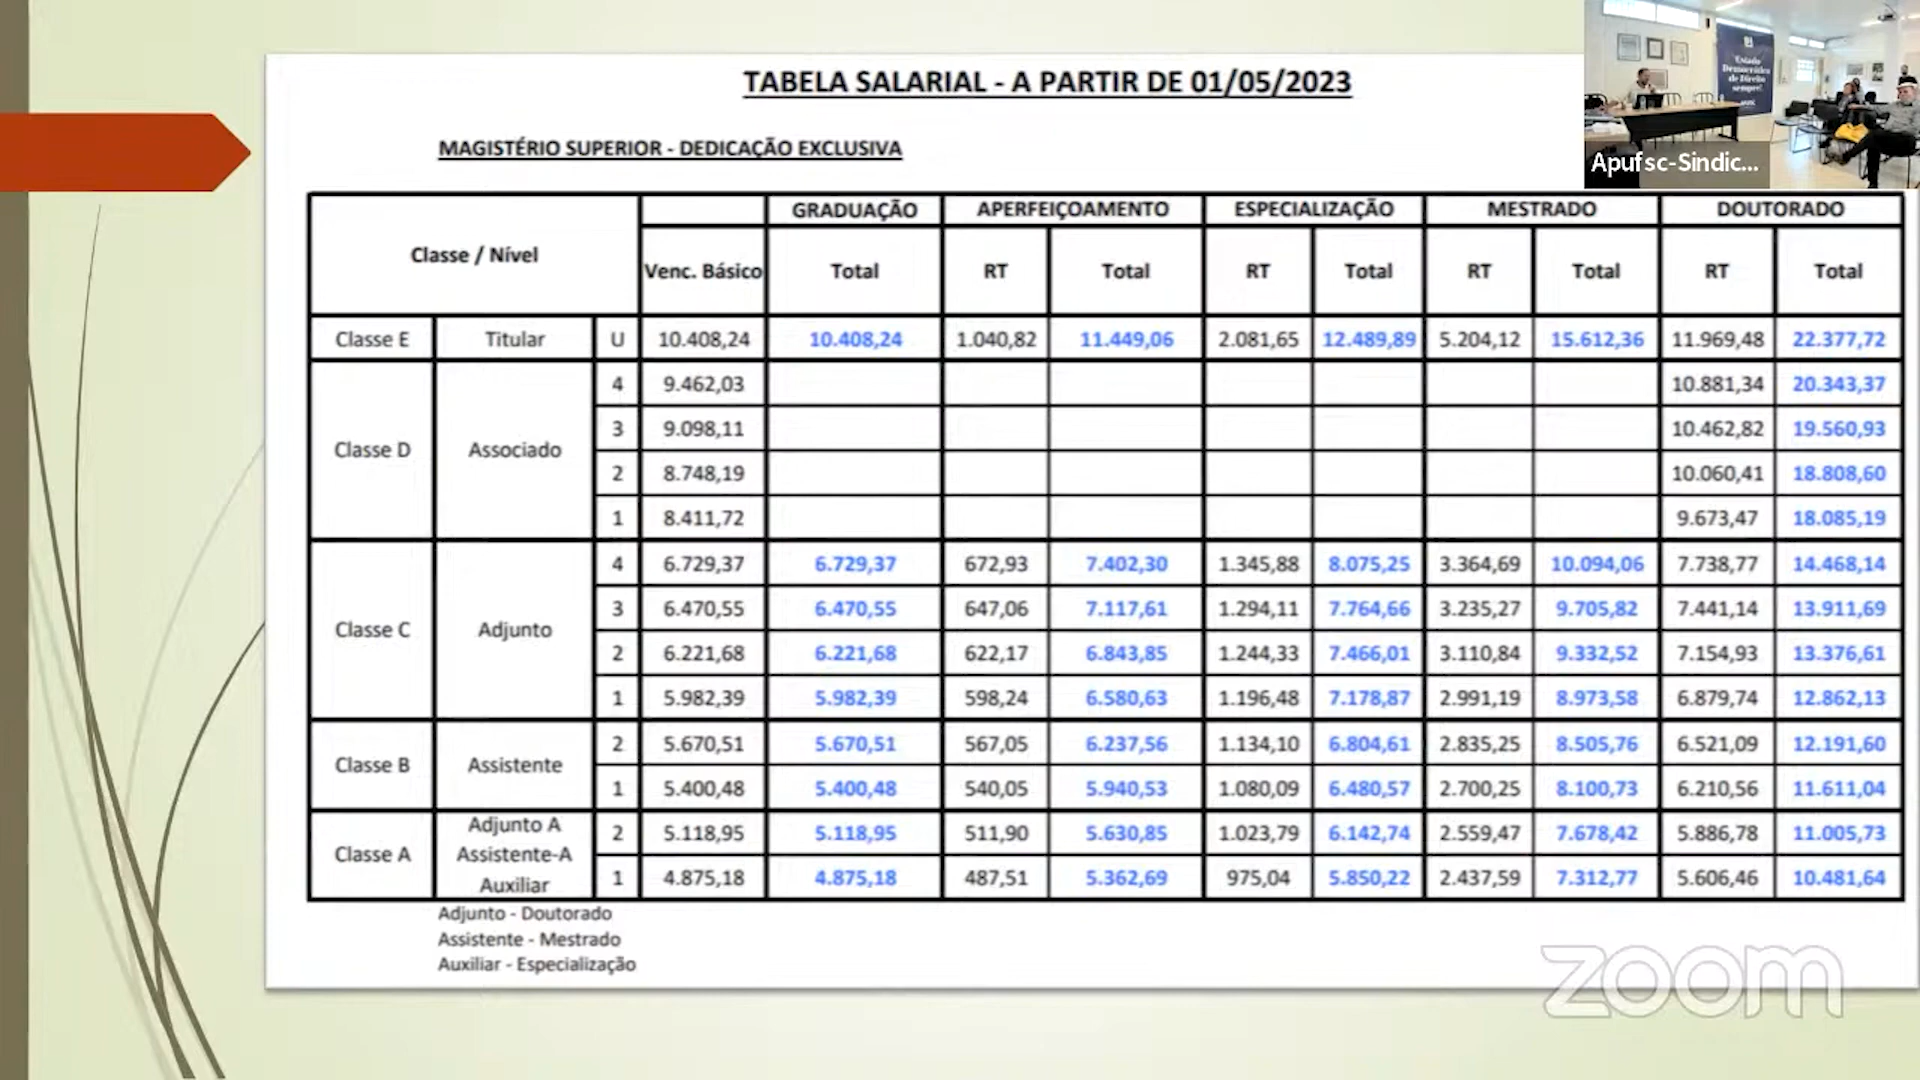 TABELA SALARIAL - A PARTIR DE 01/05/2023
MAGISTÉRIO SUPERIOR - DEDICAÇÃO EXCLUSIVA
Apufsc-Sindic...
Estado
Democrático
de Direito
sempre!
GRADUAÇÃO APERFEIÇOAMENTO ESPECIALIZAÇÃO MESTRADO DOUTORADO
Classe / Nível Venc. Básico Total RT Total RT Total RT Total RT Total
Classe E Titular U 10.408,24 10.408,24 1.040,82 11.449,06 2.081,65 12.489,89 5.204,12 15.612,36 11.969,48 22.377,72
Classe D Associado
4 9.462,03 10.881,34 20.343,37
3 9.098,11 10.462,82 19.560,93
2 8.748,19 10.060,41 18.808,60
1 8.411,72 9.673,47 18.085,19
Classe C Adjunto
4 6.729,37 6.729,37 672,93 7.402,30 1.345,88 8.075,25 3.364,69 10.094,06 7.738,77 14.468,14
3 6.470,55 6.470,55 647,06 7.117,61 1.294,11 7.764,66 3.235,27 9.705,82 7.441,14 13.911,69
2 6.221,68 6.221,68 622,17 6.843,85 1.244,33 7.466,01 3.110,84 9.332,52 7.154,93 13.376,61
1 5.982,39 5.982,39 598,24 6.580,63 1.196,48 7.178,87 2.991,19 8.973,58 6.879,74 12.862,13
Classe B Assistente
2 5.670,51 5.670,51 567,05 6.237,56 1.134,10 6.804,61 2.835,25 8.505,76 6.521,09 12.191,60
1 5.400,48 5.400,48 540,05 5.940,53 1.080,09 6.480,57 2.700,25 8.100,73 6.210,56 11.611,04
Classe A
Adjunto A
Assistente-A
Auxiliar
2 5.118,95 5.118,95 511,90 5.630,85 1.023,79 6.142,74 2.559,47 7.678,42 5.886,78 11.005,73
1 4.875,18 4.875,18 487,51 5.362,69 975,04 5.850,22 2.437,59 7.312,77 5.606,46 10.481,64
Adjunto - Doutorado
Assistente - Mestrado
Auxiliar - Especialização
zoom